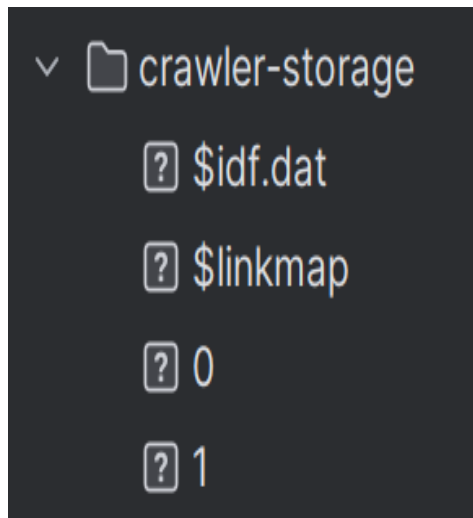 crawler-storage
? $idf.dat
? $linkmap
? 0
? 1